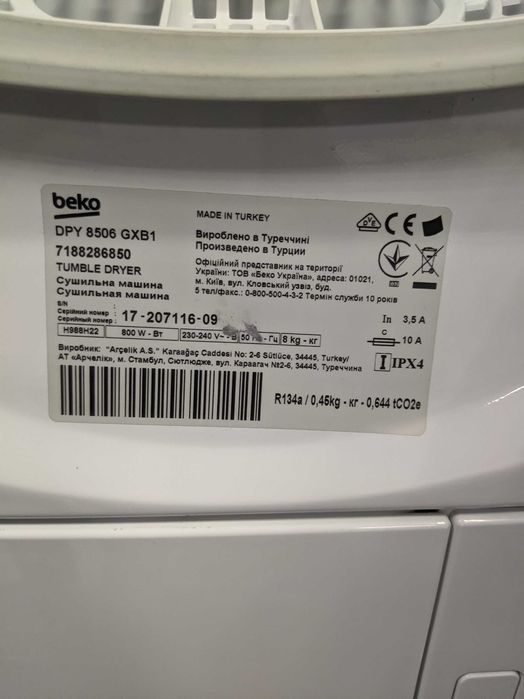 beko
DPY 8506 GXB1
7188286850
TUMBLE DRYER
Сушильна машина
Сушильная машина
S/N
Серійний номер :
Серийный номер : 17-207116-09
MADE IN TURKEY
Вироблено в Туреччині
Произведено в Турции
Офіційний представник на території
України: ТОВ "Беко Україна", адреса: 01021,
м. Київ, вул. Кловський узвіз, буд.
5 тел/факс.: 0-800-500-4-3-2 Термін служби 10 років
OVE
CE
In 3,5 A
C
10 A
H988H22 800 W - Вт 230-240 V~ - В 50 Гц 8 kg - кг
IPX4
Виробник: "Arçelik A.S." Karaağaç Caddesi No: 2-6 Sütlüce, 34445, Turkey/
АТ «Арчелік», м. Стамбул, Сютлюдже, вул. Караагач №2-6, 34445, Туреччина
R134a / 0,45kg - кг - 0,644 tCO2e